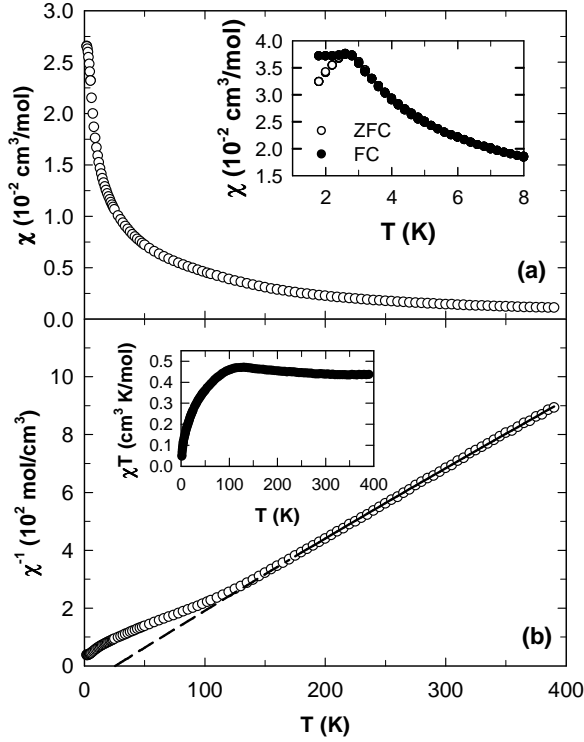 4.0
3.5
3.0
2.5
2.0
1.5
χ (10⁻² cm³/mol)
ZFC
FC
2 4 6 8
T (K)
3.0
2.5
2.0
1.5
1.0
0.5
0.0
χ (10⁻² cm³/mol)
(a)
0.5
0.4
0.3
0.2
0.1
0.0
χT (cm³ K/mol)
0 100 200 300 400
T (K)
10
8
6
4
2
0
χ⁻¹ (10² mol/cm³)
(b)
0 100 200 300 400
T (K)